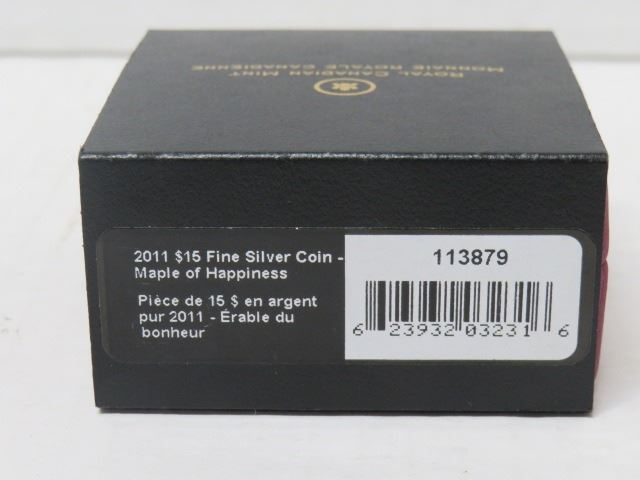 ROYAL CANADIAN MINT
MONNAIE ROYALE CANADIENNE
2011 $15 Fine Silver Coin -
Maple of Happiness
Pièce de 15 $ en argent
pur 2011 - Érable du
bonheur
113879
6 23932 03231 6